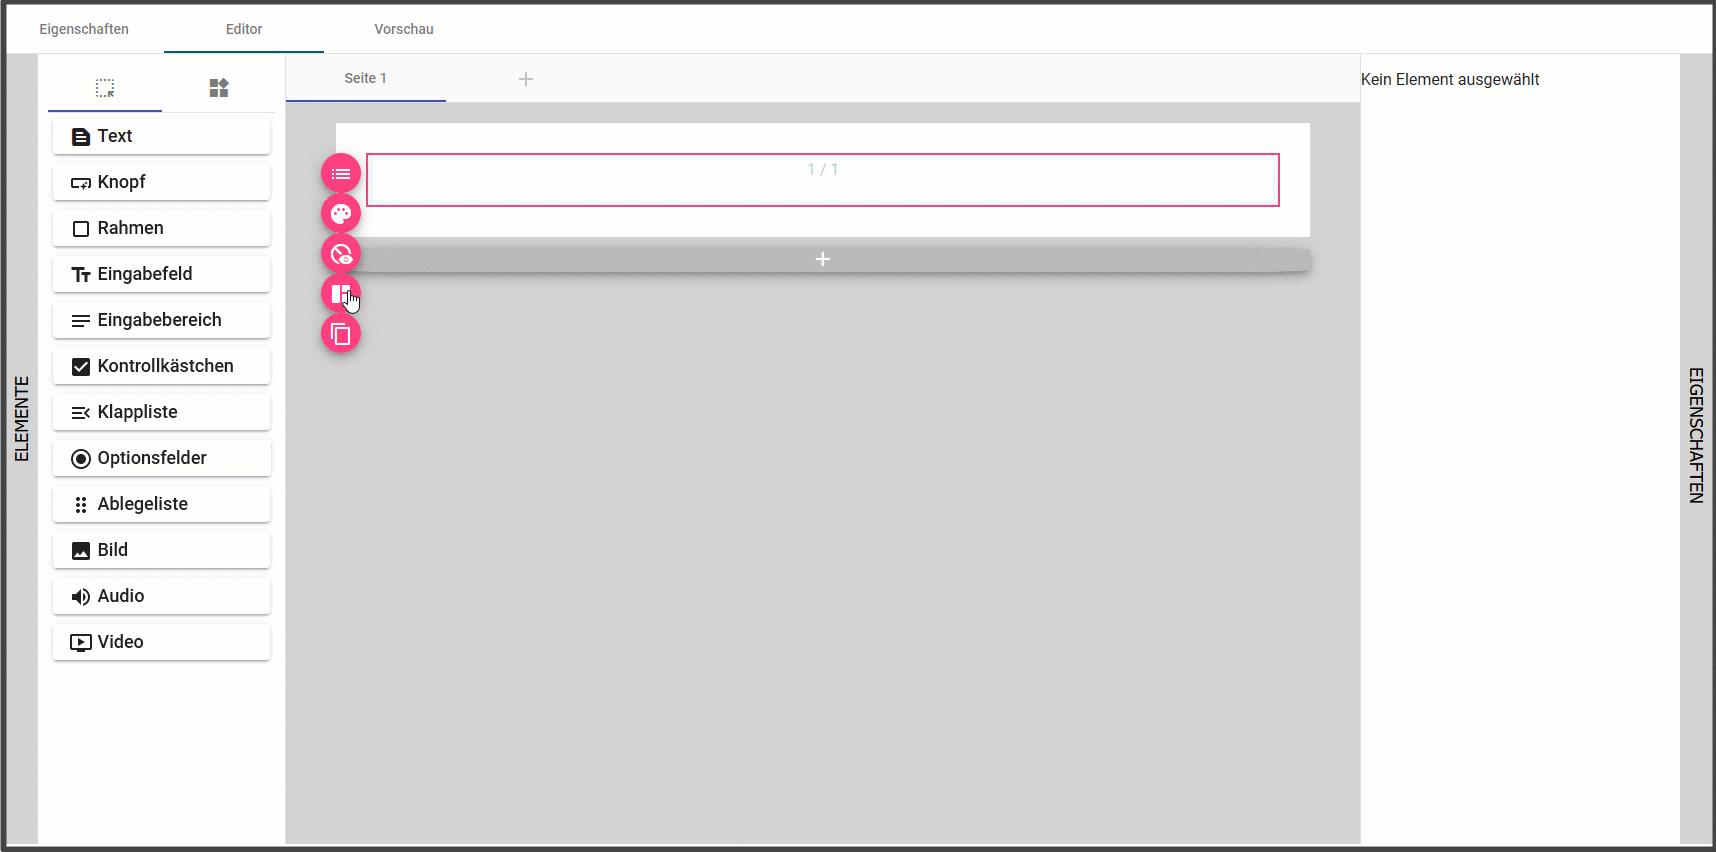 Eigenschaften Editor Vorschau
Seite 1
Kein Element ausgewählt
ELEMENTE
Text
Knopf
Rahmen
Eingabefeld
Eingabebereich
Kontrollkästchen
Klappliste
Optionsfelder
Ablegeliste
Bild
Audio
Video
1 / 1
EIGENSCHAFTEN